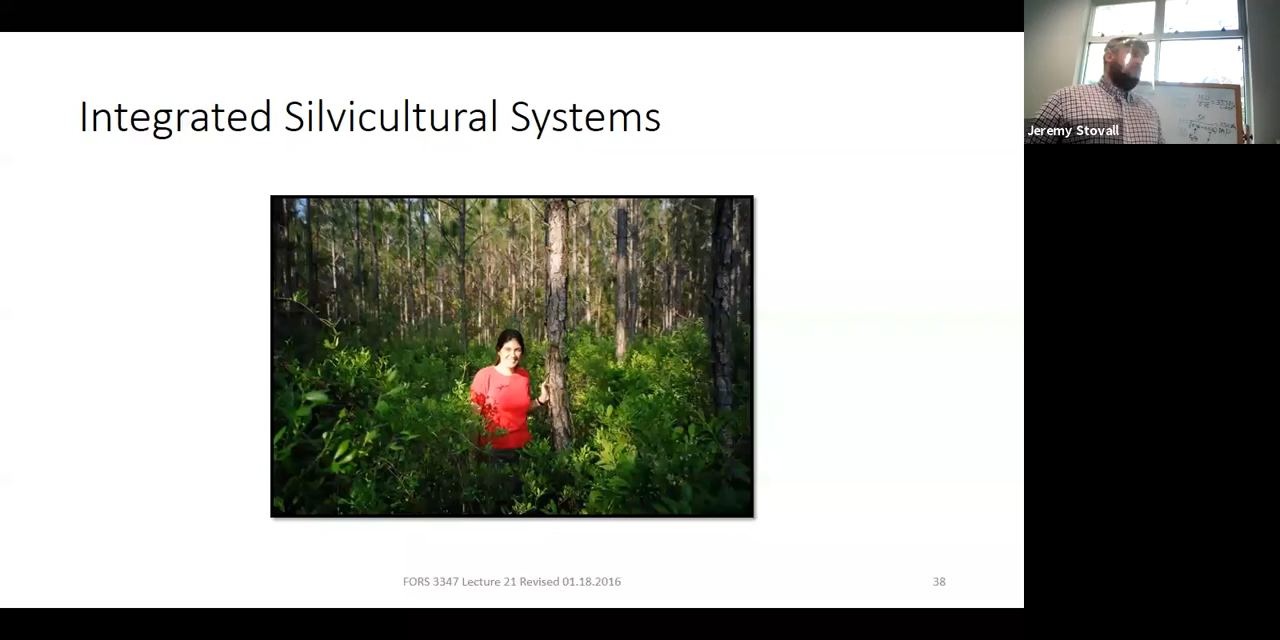 Integrated Silvicultural Systems
Jeremy Stovall
FORS 3347 Lecture 21 Revised 01.18.2016
38